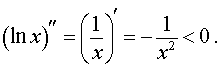 (ln x)″ = (1/x)′ = −1/x² < 0 .